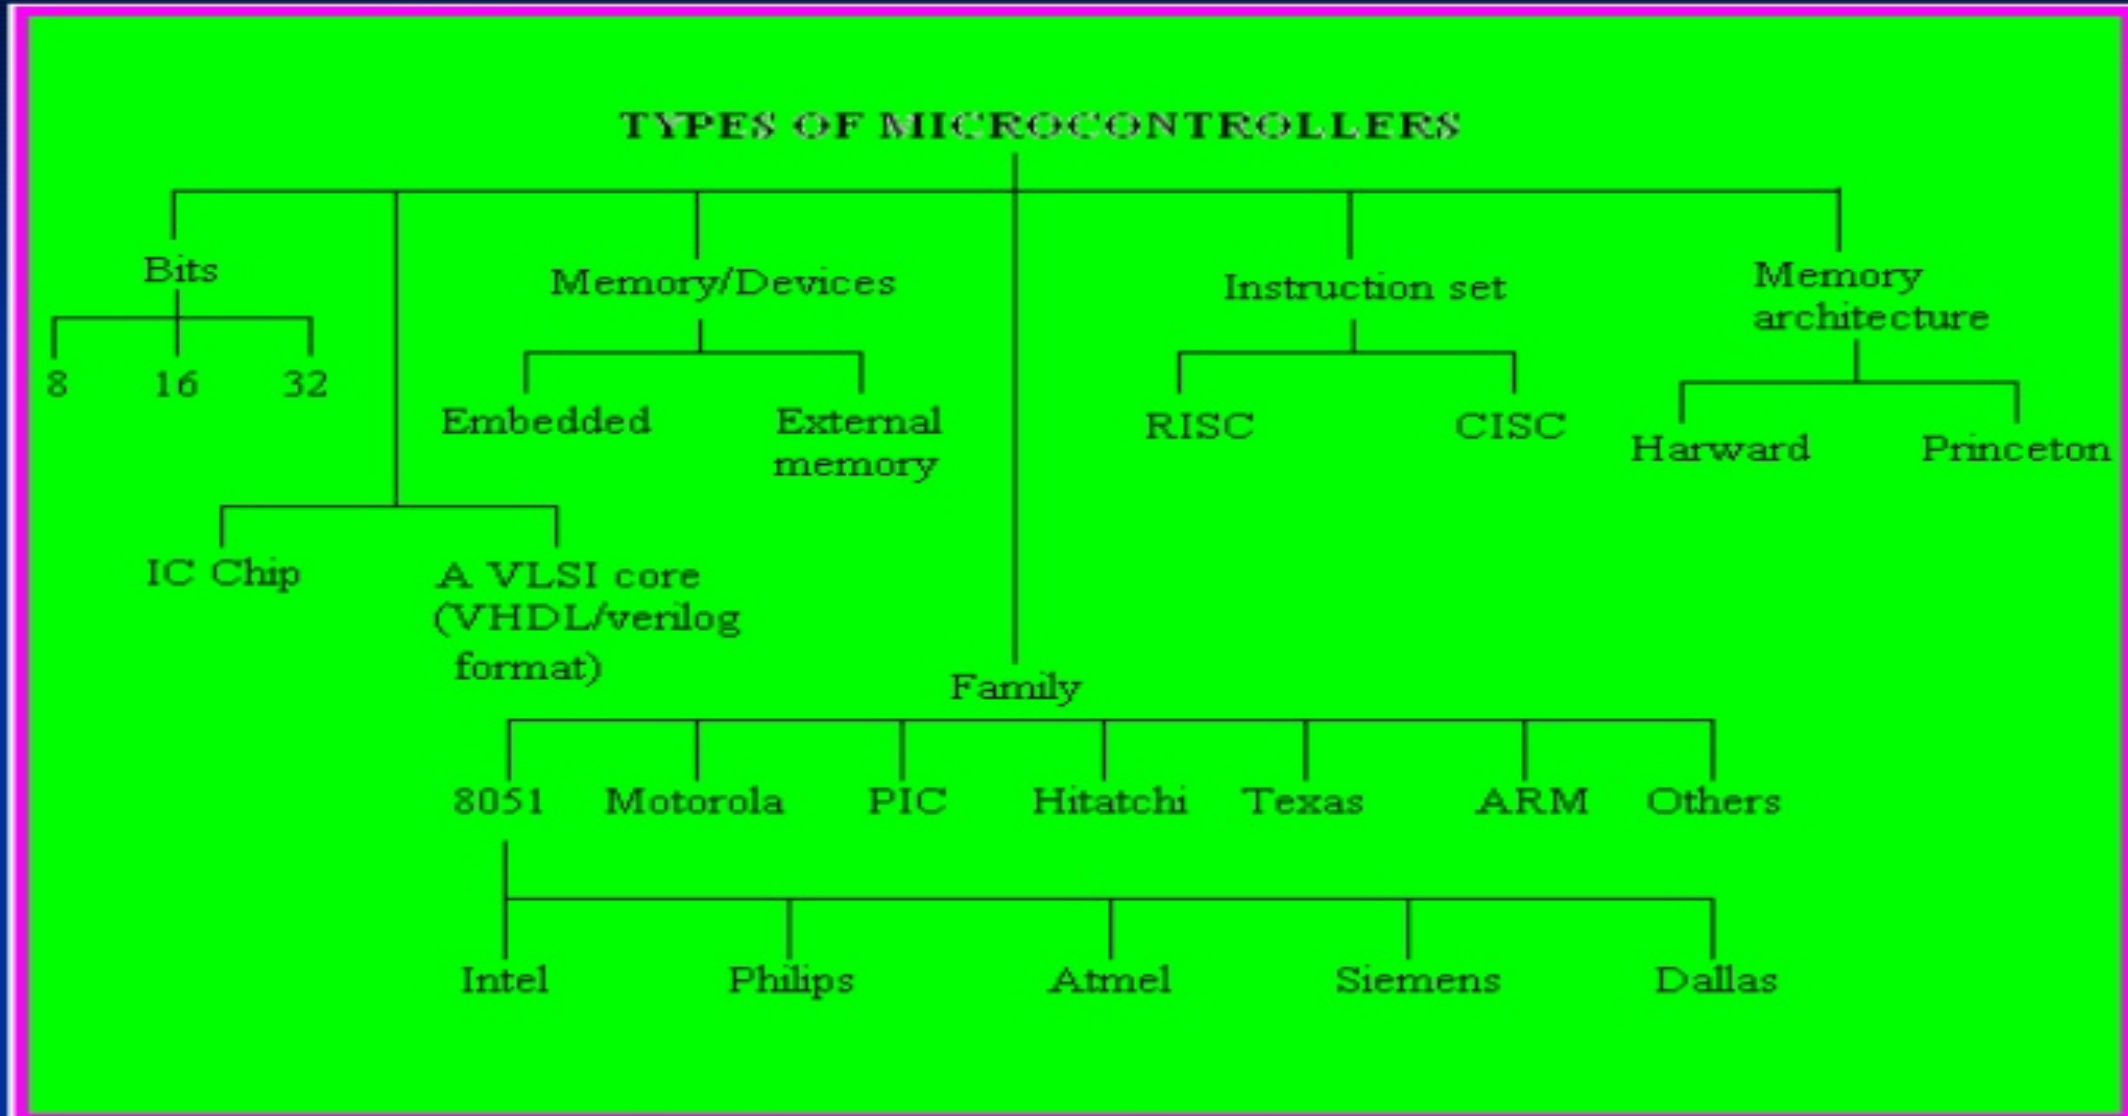 TYPES OF MICROCONTROLLERS
Bits
8 16 32
Memory/Devices
Embedded
External
memory
Instruction set
RISC CISC
Memory
architecture
Harward Princeton
IC Chip
A VLSI core
(VHDL/verilog
format)
Family
8051 Motorola PIC Hitatchi Texas ARM Others
Intel Philips Atmel Siemens Dallas